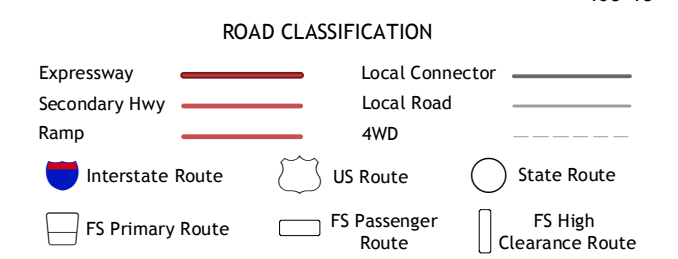 ROAD CLASSIFICATION
Expressway
Local Connector
Secondary Hwy
Local Road
Ramp
4WD
Interstate Route
US Route
State Route
FS Primary Route
FS Passenger
Route
FS High
Clearance Route